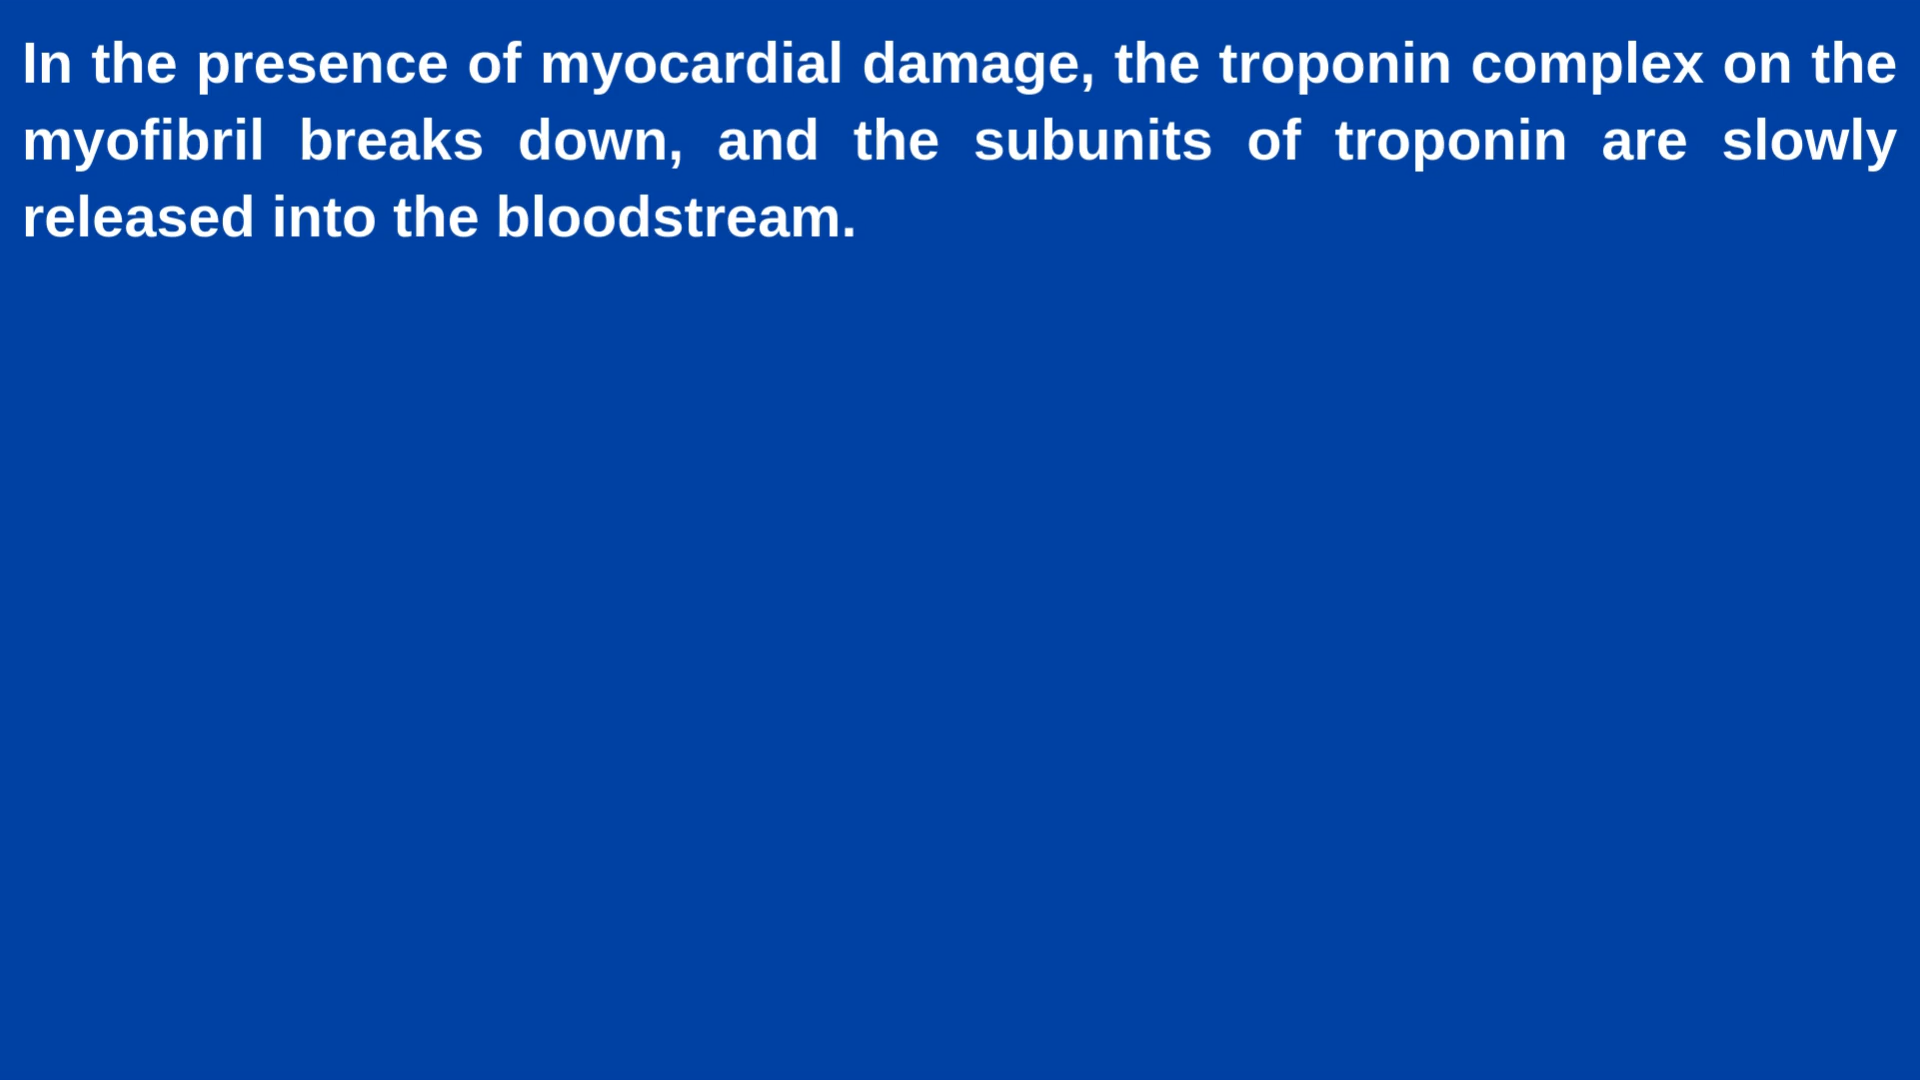 In the presence of myocardial damage, the troponin complex on the
myofibril breaks down, and the subunits of troponin are slowly
released into the bloodstream.